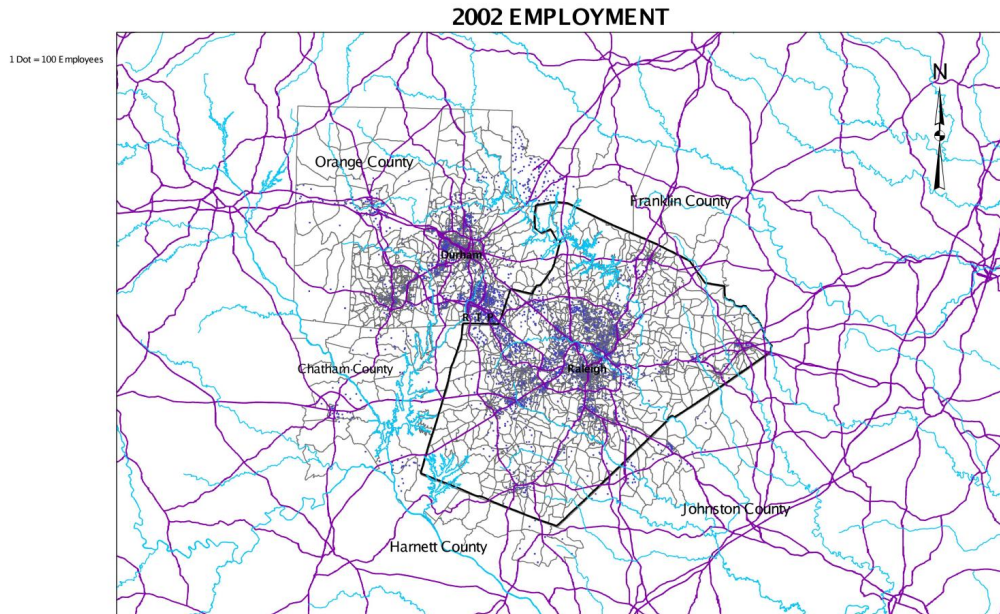 2002 EMPLOYMENT
1 Dot = 100 Employees
N
Orange County
Franklin County
Durham
R T P
Chatham County
Raleigh
Johnston County
Harnett County